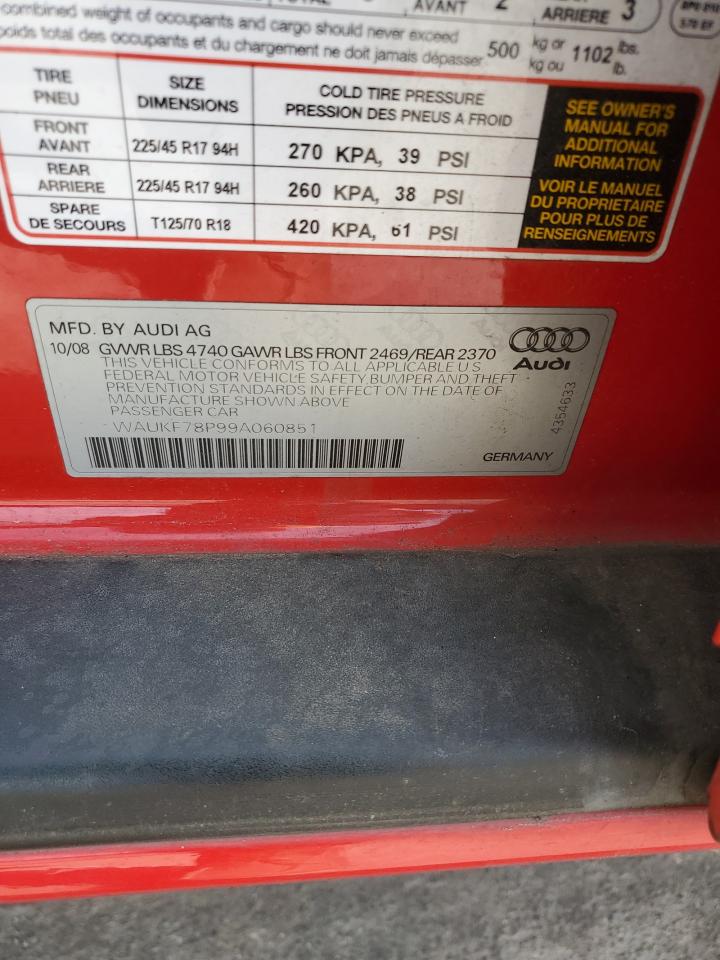 AVANT 2
ARRIERE 3
combined weight of occupants and cargo should never exceed
poids total des occupants et du chargement ne doit jamais dépasser 500 kg or kg ou 1102 lbs. lb.
TIRE PNEU SIZE DIMENSIONS COLD TIRE PRESSURE PRESSION DES PNEUS A FROID
FRONT AVANT 225/45 R17 94H 270 KPA, 39 PSI
REAR ARRIERE 225/45 R17 94H 260 KPA, 38 PSI
SPARE DE SECOURS T125/70 R18 420 KPA, 61 PSI
SEE OWNER'S
MANUAL FOR
ADDITIONAL
INFORMATION
VOIR LE MANUEL
DU PROPRIETAIRE
POUR PLUS DE
RENSEIGNEMENTS
MFD. BY AUDI AG
10/08 GVWR LBS 4740 GAWR LBS FRONT 2469/REAR 2370
THIS VEHICLE CONFORMS TO ALL APPLICABLE U S
FEDERAL MOTOR VEHICLE SAFETY,BUMPER AND THEFT
PREVENTION STANDARDS IN EFFECT ON THE DATE OF
MANUFACTURE SHOWN ABOVE
PASSENGER CAR
WAUKF78P99A060851
Audi
4354633
GERMANY